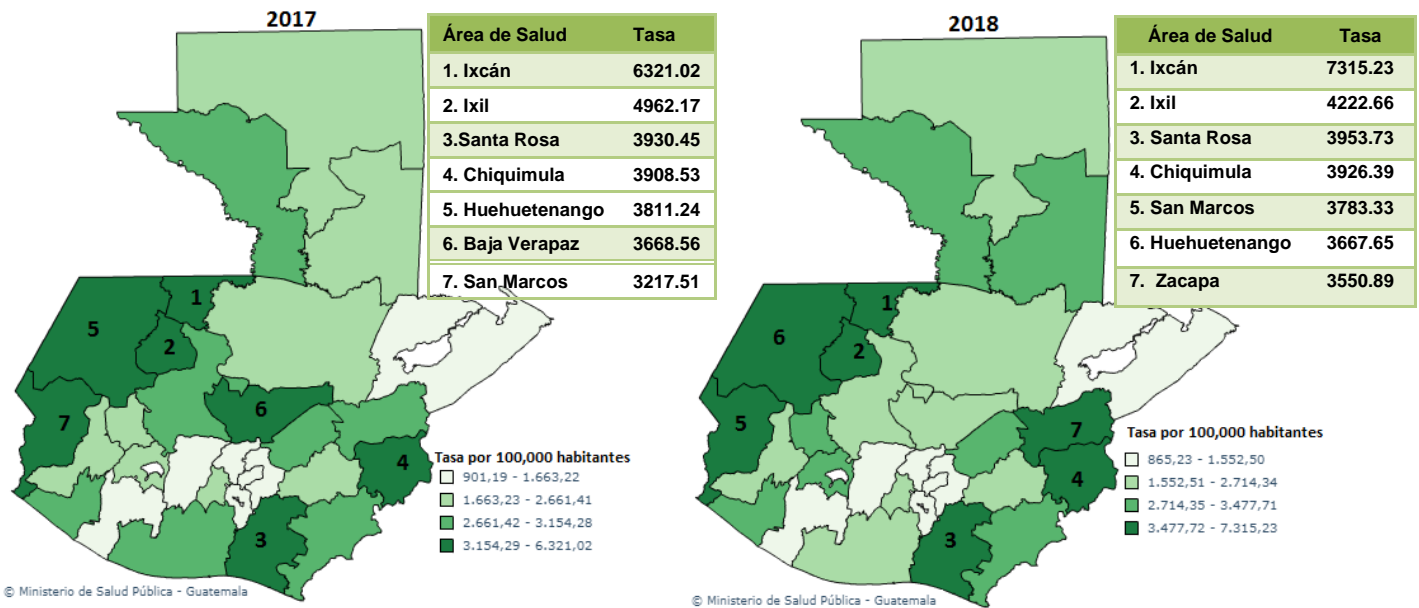 2017
Área de Salud Tasa
1. Ixcán 6321.02
2. Ixil 4962.17
3.Santa Rosa 3930.45
4. Chiquimula 3908.53
5. Huehuetenango 3811.24
6. Baja Verapaz 3668.56
7. San Marcos 3217.51
1
5
2
6
7
4
3
Tasa por 100,000 habitantes
901,19 - 1.663,22
1.663,23 - 2.661,41
2.661,42 - 3.154,28
3.154,29 - 6.321,02
© Ministerio de Salud Pública - Guatemala
2018
Área de Salud Tasa
1. Ixcán 7315.23
2. Ixil 4222.66
3. Santa Rosa 3953.73
4. Chiquimula 3926.39
5. San Marcos 3783.33
6. Huehuetenango 3667.65
7. Zacapa 3550.89
1
6
2
5
7
4
3
Tasa por 100,000 habitantes
865,23 - 1.552,50
1.552,51 - 2.714,34
2.714,35 - 3.477,71
3.477,72 - 7.315,23
© Ministerio de Salud Pública - Guatemala